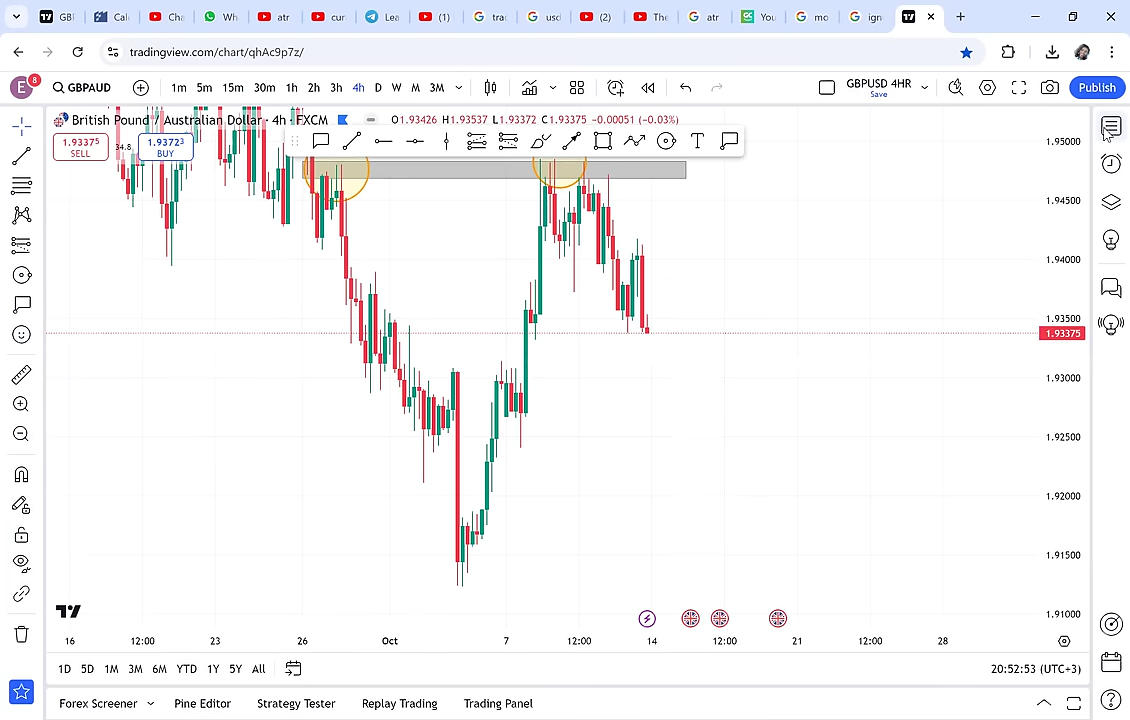 GBF
Cale
Cha
Wh
atr
curr
Lea
(1)
trac
usd
(2)
The
atr
You
mo
ign
tradingview.com/chart/qhAc9p7z/
E
8
GBPAUD
1m
5m
15m
30m
1h
2h
3h
4h
D
W
M
3M
GBPUSD 4HR
Save
Publish
British Pound / Australian Dollar · 4h · FXCM
O1.93426 H1.93537 L1.93372 C1.93375 −0.00051 (−0.03%)
1.93375
SELL
34.8
1.93723
BUY
1.95000
1.94500
1.94000
1.93500
1.93375
1.93000
1.92500
1.92000
1.91500
1.91000
16
12:00
23
26
Oct
7
12:00
14
12:00
21
12:00
28
1D
5D
1M
3M
6M
YTD
1Y
5Y
All
20:52:53 (UTC+3)
Forex Screener
Pine Editor
Strategy Tester
Replay Trading
Trading Panel